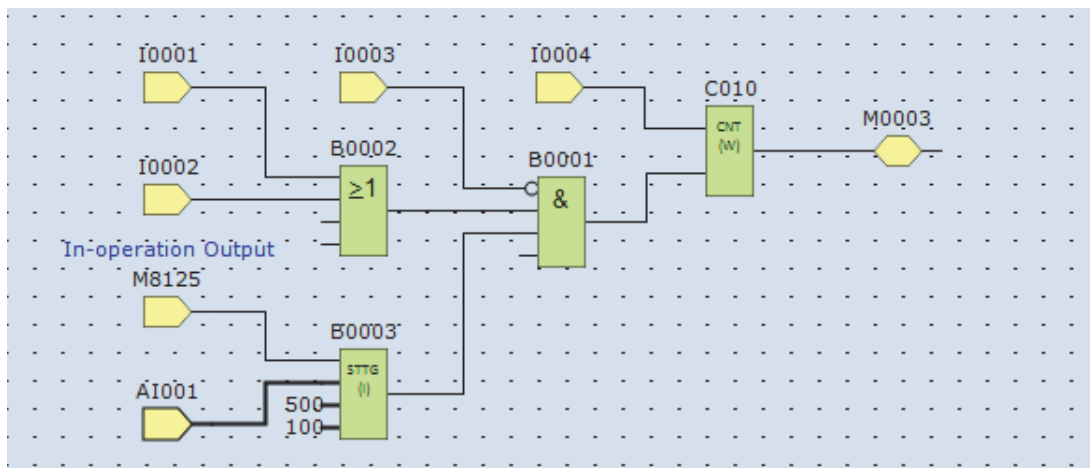 I0001
I0003
I0004
C010
CNT
(W)
M0003
I0002
B0002
≥1
B0001
&
In-operation Output
M8125
B0003
STTG
(I)
AI001
500
100